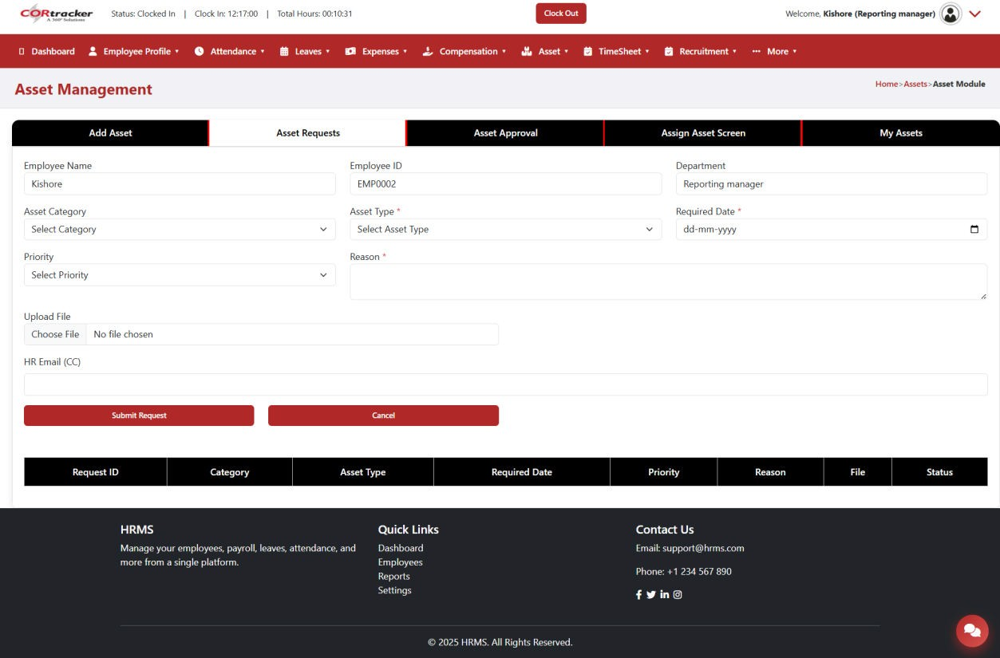 CORtracker
A 360° Solutions
Status: Clocked In | Clock In: 12:17:00 | Total Hours: 00:10:31
Clock Out
Welcome, Kishore (Reporting manager)
Dashboard Employee Profile Attendance Leaves Expenses Compensation Asset TimeSheet Recruitment More
Asset Management
Home>Assets>Asset Module
Add Asset Asset Requests Asset Approval Assign Asset Screen My Assets
Employee Name Employee ID Department
Kishore EMP0002 Reporting manager
Asset Category Asset Type * Required Date *
Select Category Select Asset Type dd-mm-yyyy
Priority Reason *
Select Priority
Upload File
Choose File No file chosen
HR Email (CC)
Submit Request Cancel
Request ID Category Asset Type Required Date Priority Reason File Status
HRMS
Manage your employees, payroll, leaves, attendance, and
more from a single platform.
Quick Links
Dashboard
Employees
Reports
Settings
Contact Us
Email: support@hrms.com
Phone: +1 234 567 890
© 2025 HRMS. All Rights Reserved.